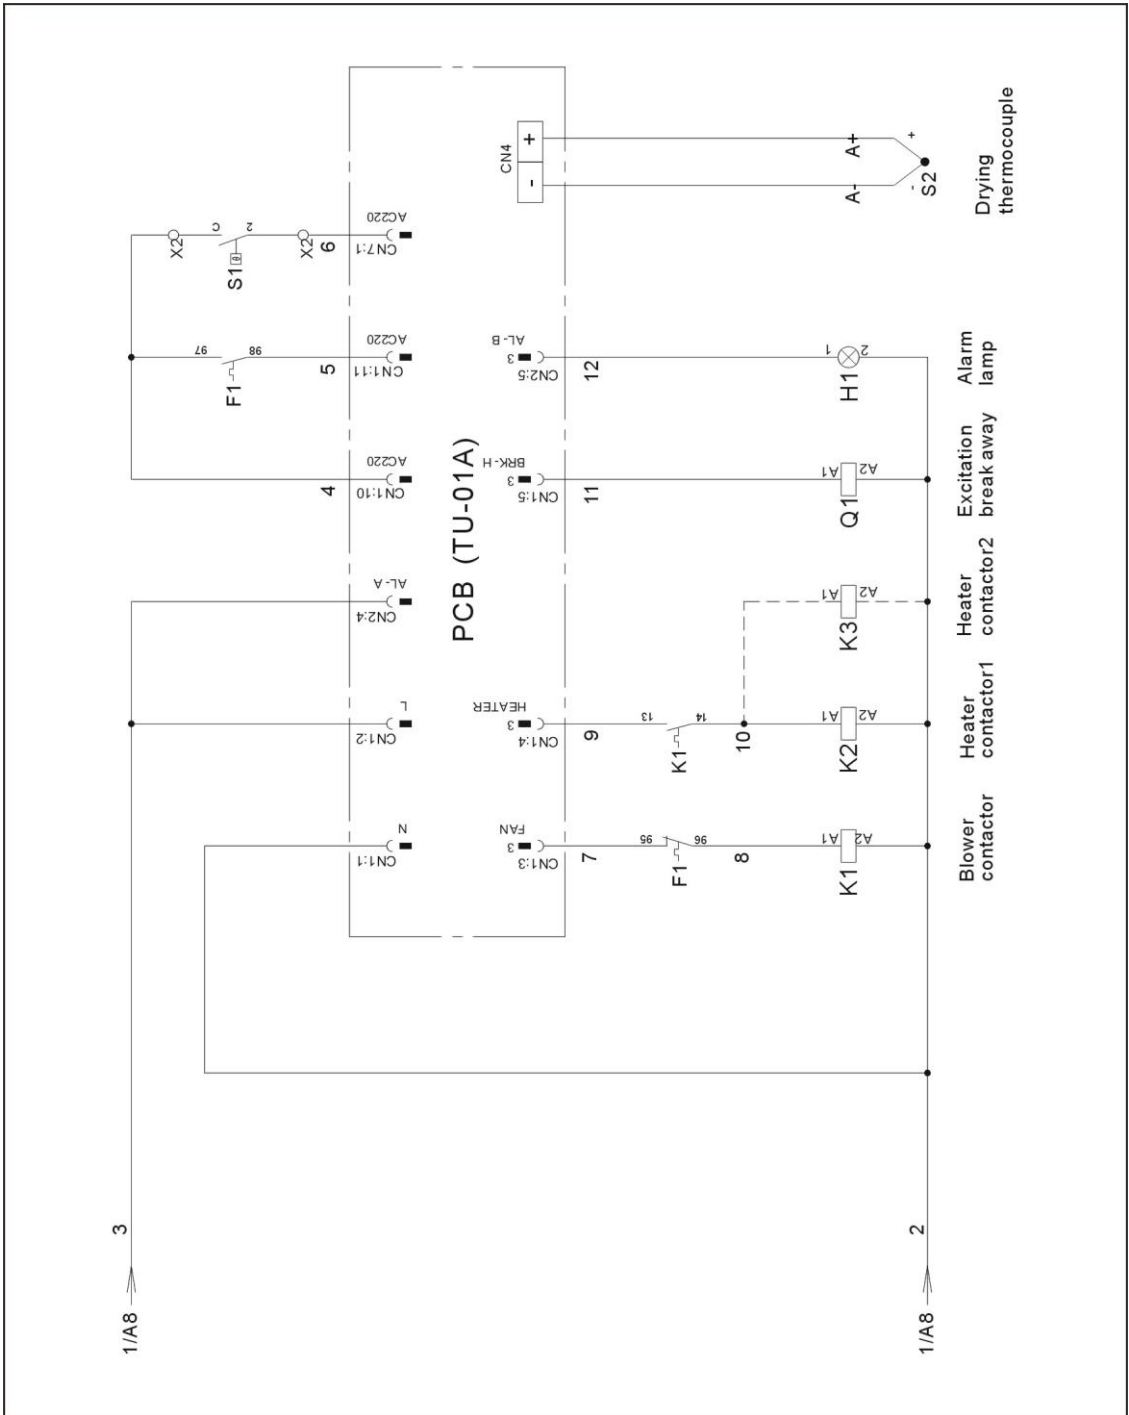 1/A8
3
X2
C
97
S1
F1
2
98
X2
4
5
6
CN1:1
N
CN1:2
L
CN2:4
AL-A
CN1:10
AC220
CN1:11
AC220
CN7:1
AC220
PCB (TU-01A)
CN4
- +
CN1:3
3
FAN
CN1:4
3
HEATER
CN1:5
3
BRK-H
CN2:5
3
AL-B
7
9
11
12
95
13
F1
K1
96
14
8
10
A1
A1
A1
A1
1
K1
K2
K3
Q1
H1
A- A+
A2
A2
A2
A2
2
1/A8
2
S2
- +
Blower
contactor
Heater
contactor1
Heater
contactor2
Excitation
break away
Alarm
lamp
Drying
thermocouple